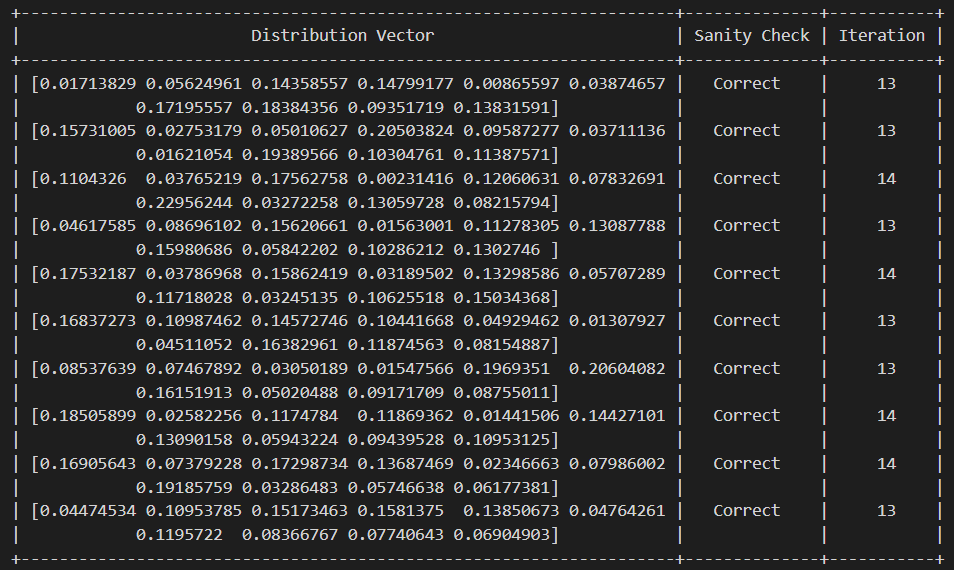 +--------------------------------------------------------------------+--------------+-----------+
|                        Distribution Vector                         | Sanity Check | Iteration |
+--------------------------------------------------------------------+--------------+-----------+
| [0.01713829 0.05624961 0.14358557 0.14799177 0.00865597 0.03874657 |   Correct    |     13    |
|            0.17195557 0.18384356 0.09351719 0.13831591]            |              |           |
| [0.15731005 0.02753179 0.05010627 0.20503824 0.09587277 0.03711136 |   Correct    |     13    |
|            0.01621054 0.19389566 0.10304761 0.11387571]            |              |           |
| [0.1104326  0.03765219 0.17562758 0.00231416 0.12060631 0.07832691 |   Correct    |     14    |
|            0.22956244 0.03272258 0.13059728 0.08215794]            |              |           |
| [0.04617585 0.08696102 0.15620661 0.01563001 0.11278305 0.13087788 |   Correct    |     13    |
|            0.15980686 0.05842202 0.10286212 0.1302746 ]            |              |           |
| [0.17532187 0.03786968 0.15862419 0.03189502 0.13298586 0.05707289 |   Correct    |     14    |
|            0.11718028 0.03245135 0.10625518 0.15034368]            |              |           |
| [0.16837273 0.10987462 0.14572746 0.10441668 0.04929462 0.01307927 |   Correct    |     13    |
|            0.04511052 0.16382961 0.11874563 0.08154887]            |              |           |
| [0.08537639 0.07467892 0.03050189 0.01547566 0.1969351  0.20604082 |   Correct    |     13    |
|            0.16151913 0.05020488 0.09171709 0.08755011]            |              |           |
| [0.18505899 0.02582256 0.1174784  0.11869362 0.01441506 0.14427101 |   Correct    |     14    |
|            0.13090158 0.05943224 0.09439528 0.10953125]            |              |           |
| [0.16905643 0.07379228 0.17298734 0.13687469 0.02346663 0.07986002 |   Correct    |     14    |
|            0.19185759 0.03286483 0.05746638 0.06177381]            |              |           |
| [0.04474534 0.10953785 0.15173463 0.1581375  0.13850673 0.04764261 |   Correct    |     13    |
|            0.1195722  0.08366767 0.07740643 0.06904903]            |              |           |
+--------------------------------------------------------------------+--------------+-----------+